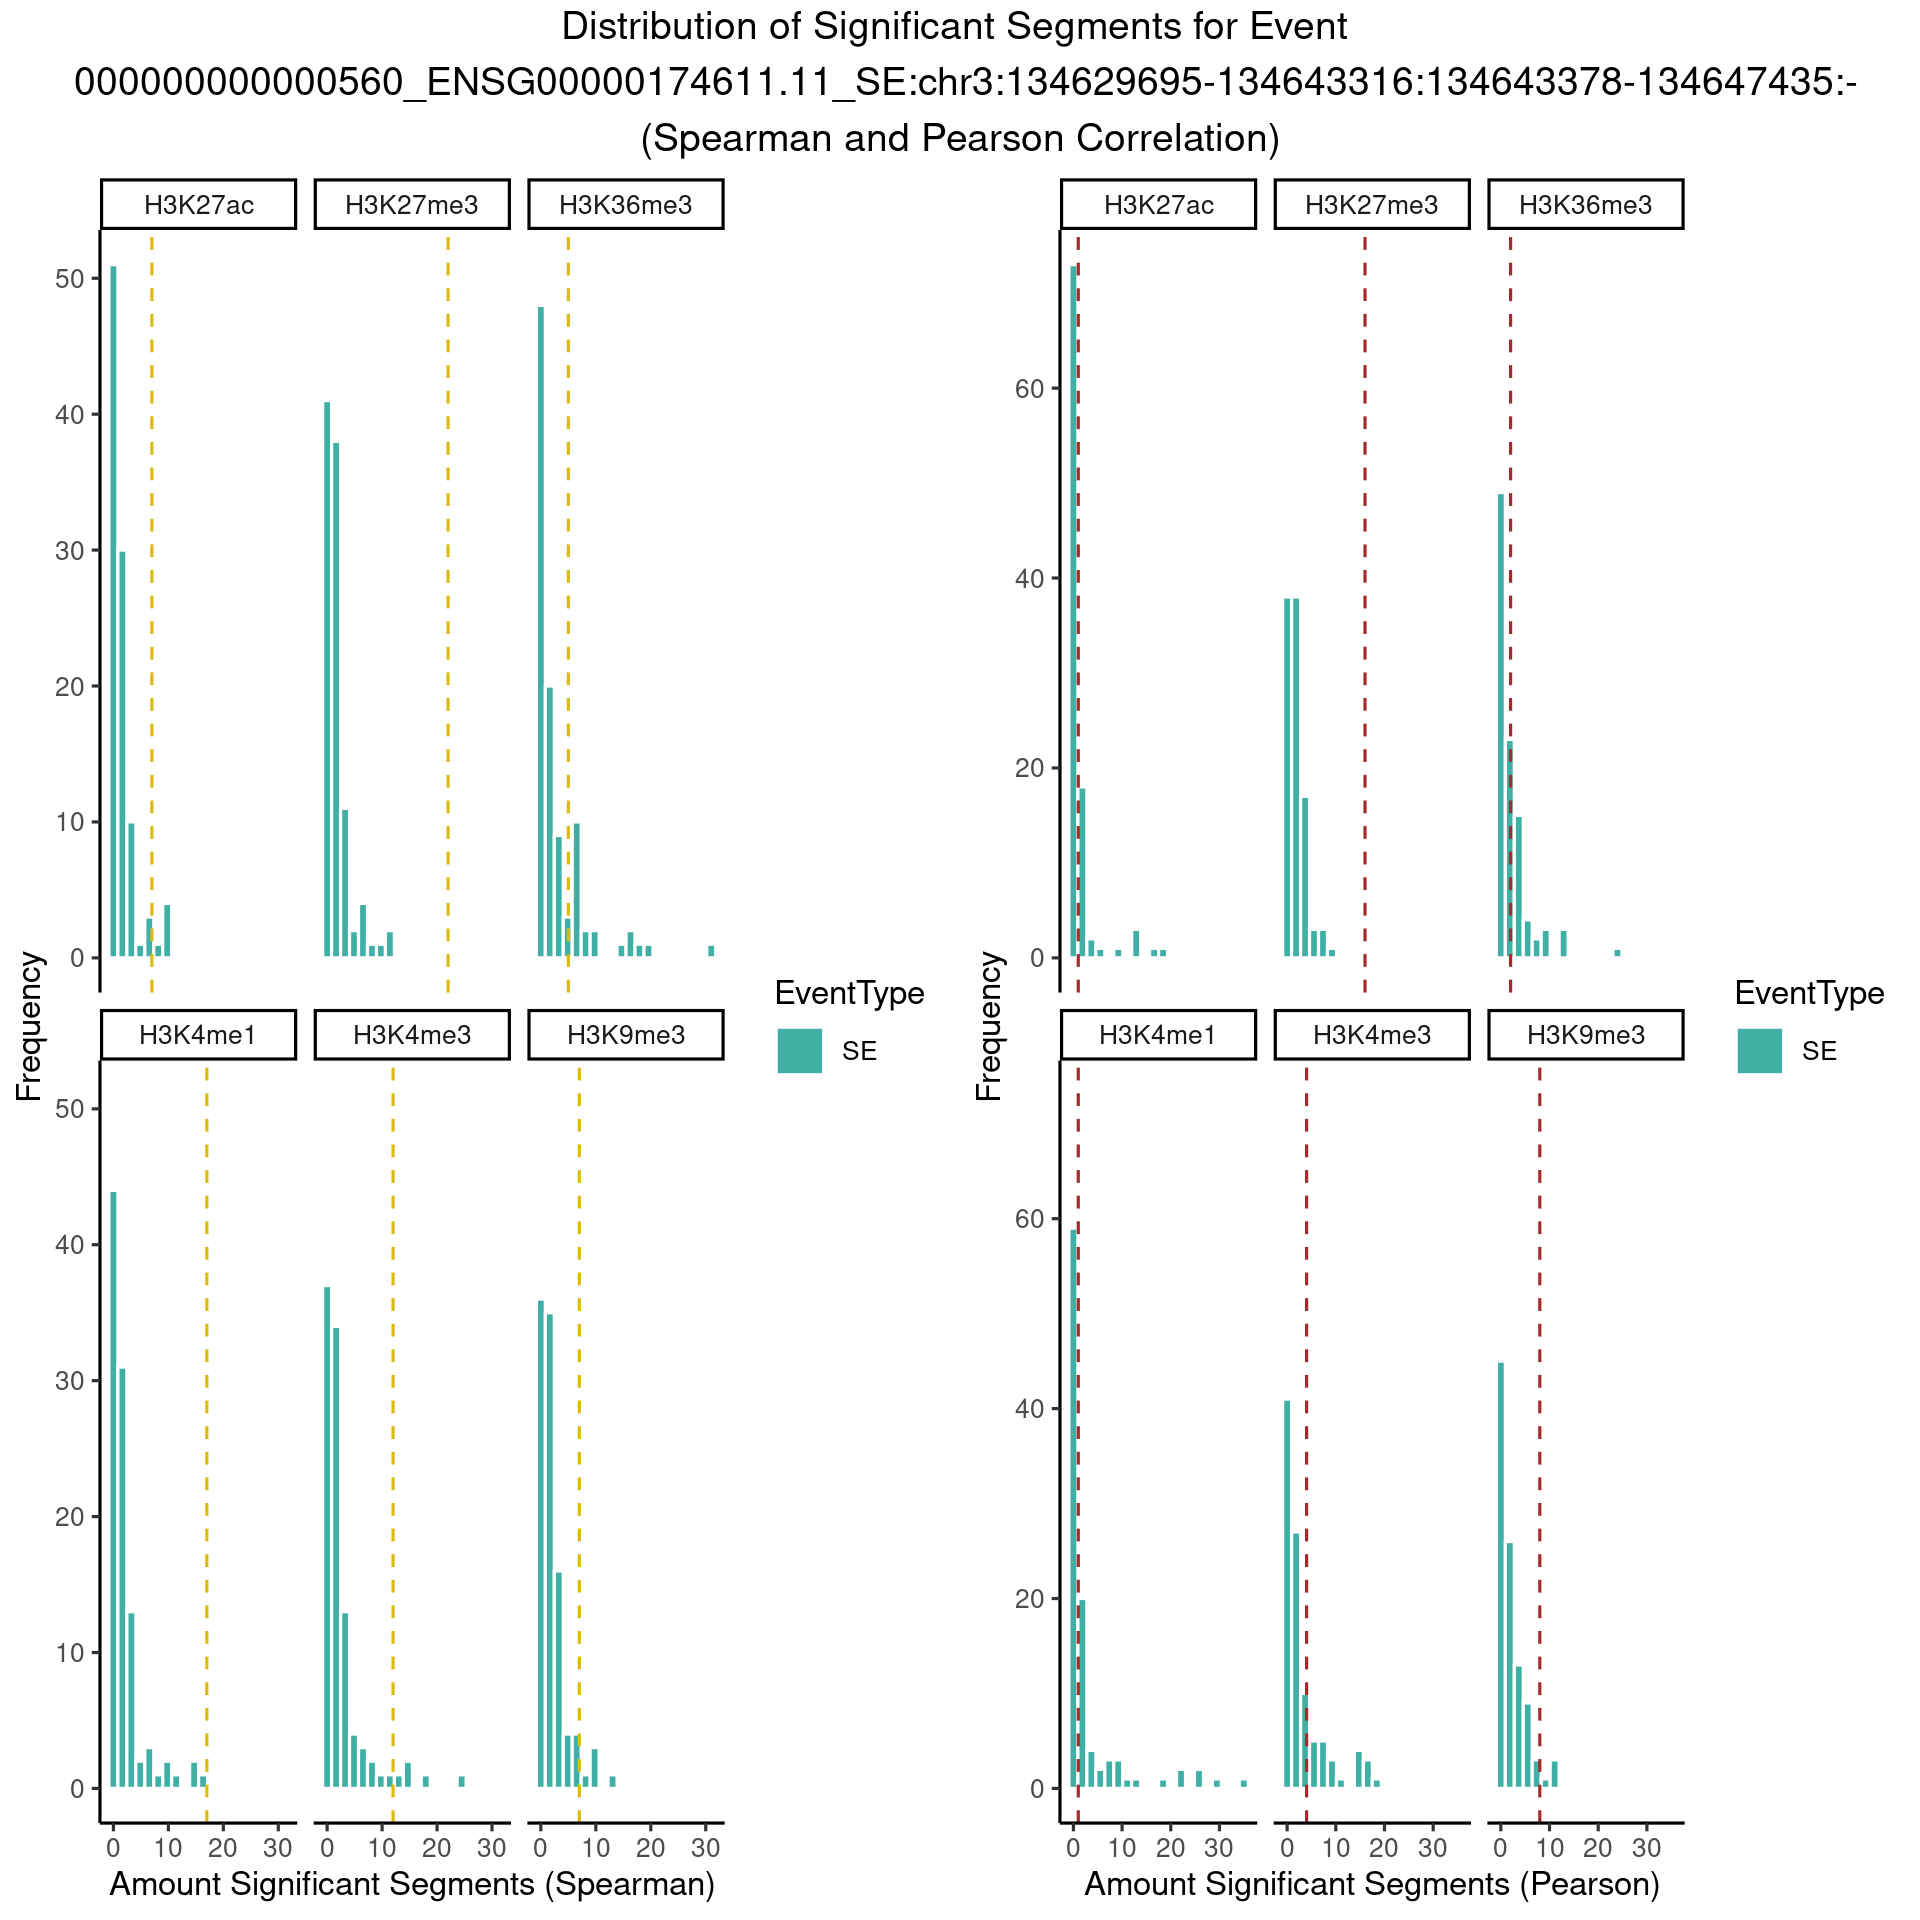 Distribution of Significant Segments for Event
000000000000560_ENSG00000174611.11_SE:chr3:134629695-134643316:134643378-134647435:-
(Spearman and Pearson Correlation)
H3K27ac H3K27me3 H3K36me3
50
40
30
20
10
0
H3K4me1 H3K4me3 H3K9me3
50
40
30
20
10
0
0 10 20 30 0 10 20 30 0 10 20 30
Frequency
Amount Significant Segments (Spearman)
EventType
SE
H3K27ac H3K27me3 H3K36me3
60
40
20
0
H3K4me1 H3K4me3 H3K9me3
60
40
20
0
0 10 20 30 0 10 20 30 0 10 20 30
Frequency
Amount Significant Segments (Pearson)
EventType
SE